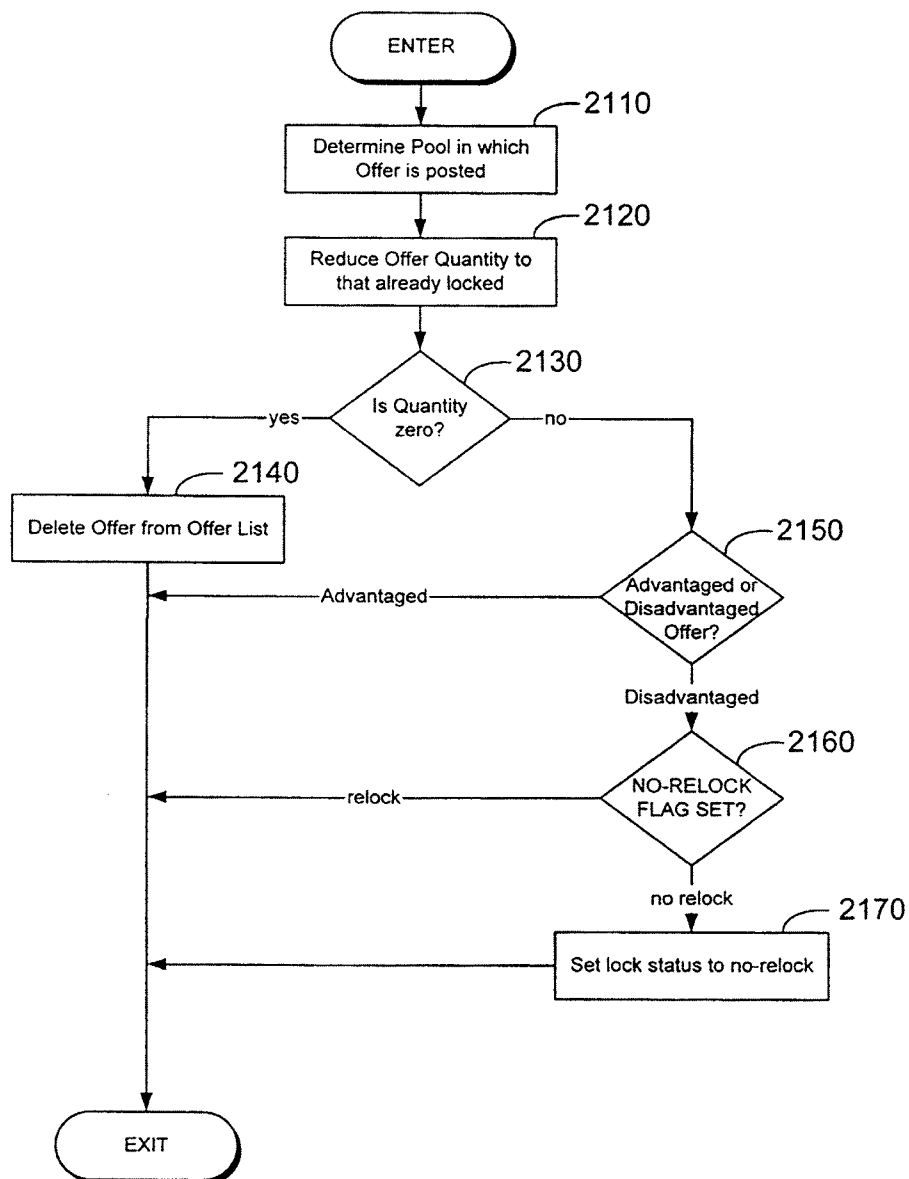 ENTER
2110
Determine Pool in which
Offer is posted
2120
Reduce Offer Quantity to
that already locked
2130
Is Quantity
zero?
yes
no
2140
Delete Offer from Offer List
2150
Advantaged or
Disadvantaged
Offer?
Advantaged
Disadvantaged
2160
NO-RELOCK
FLAG SET?
relock
no relock
2170
Set lock status to no-relock
EXIT